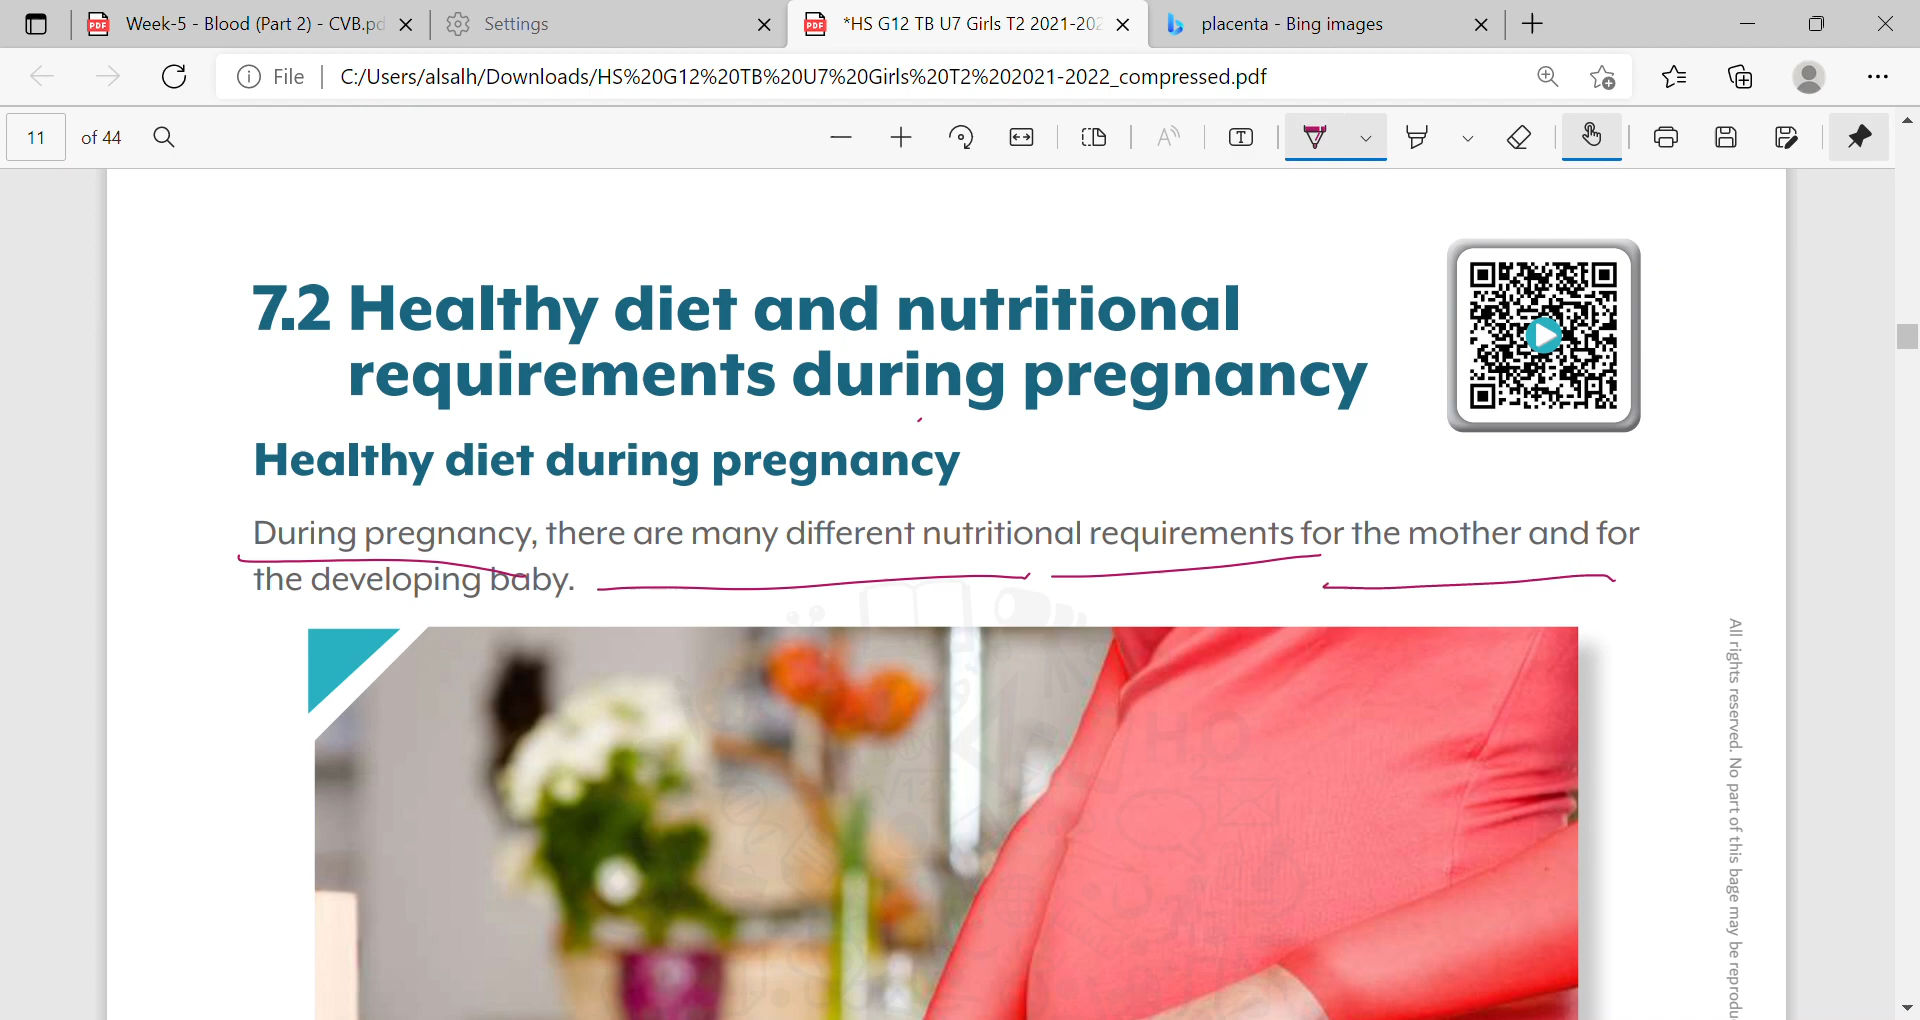 Week-5 - Blood (Part 2) - CVB.pd
Settings
*HS G12 TB U7 Girls T2 2021-202
placenta - Bing images
File
C:/Users/alsalh/Downloads/HS%20G12%20TB%20U7%20Girls%20T2%202021-2022_compressed.pdf
11 of 44
7.2 Healthy diet and nutritional
requirements during pregnancy
Healthy diet during pregnancy
During pregnancy, there are many different nutritional requirements for the mother and for
the developing baby.
H₂O
All rights reserved. No part of this bage may be reprodu